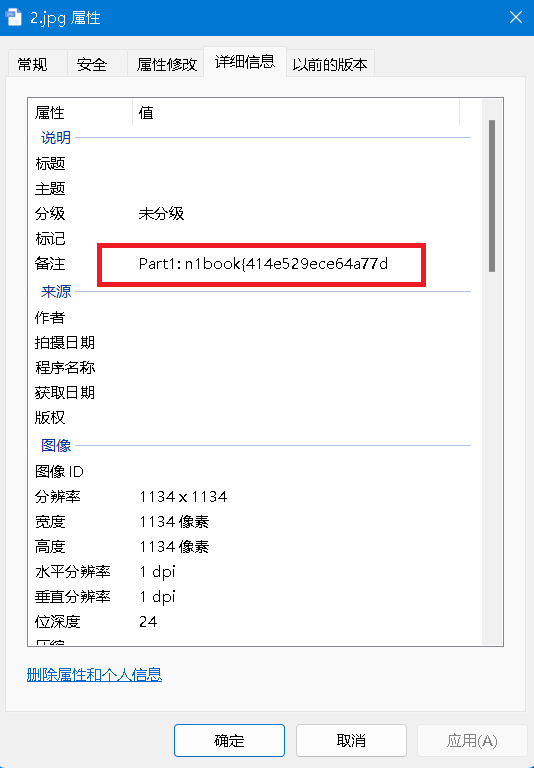 2.jpg 属性
常规 安全 属性修改 详细信息 以前的版本
属性 值
说明
标题
主题
分级 未分级
标记
备注 Part1: n1book{414e529ece64a77d
来源
作者
拍摄日期
程序名称
获取日期
版权
图像
图像 ID
分辨率 1134 x 1134
宽度 1134 像素
高度 1134 像素
水平分辨率 1 dpi
垂直分辨率 1 dpi
位深度 24
删除属性和个人信息
确定 取消 应用(A)